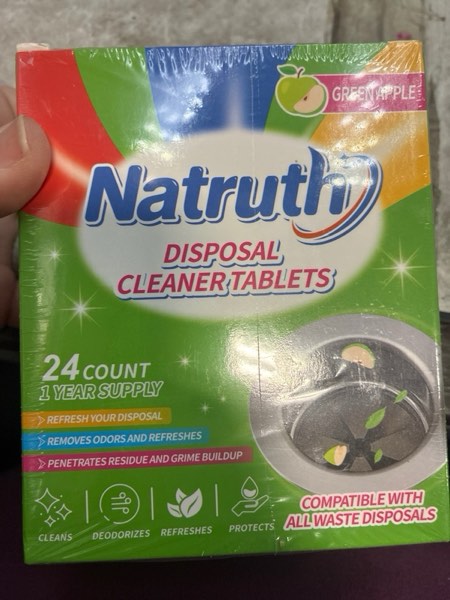 GREEN APPLE
Natruth
DISPOSAL
CLEANER TABLETS
24 COUNT
1 YEAR SUPPLY
REFRESH YOUR DISPOSAL
REMOVES ODORS AND REFRESHES
PENETRATES RESIDUE AND GRIME BUILDUP
CLEANS
DEODORIZES
REFRESHES
PROTECTS
COMPATIBLE WITH
ALL WASTE DISPOSALS